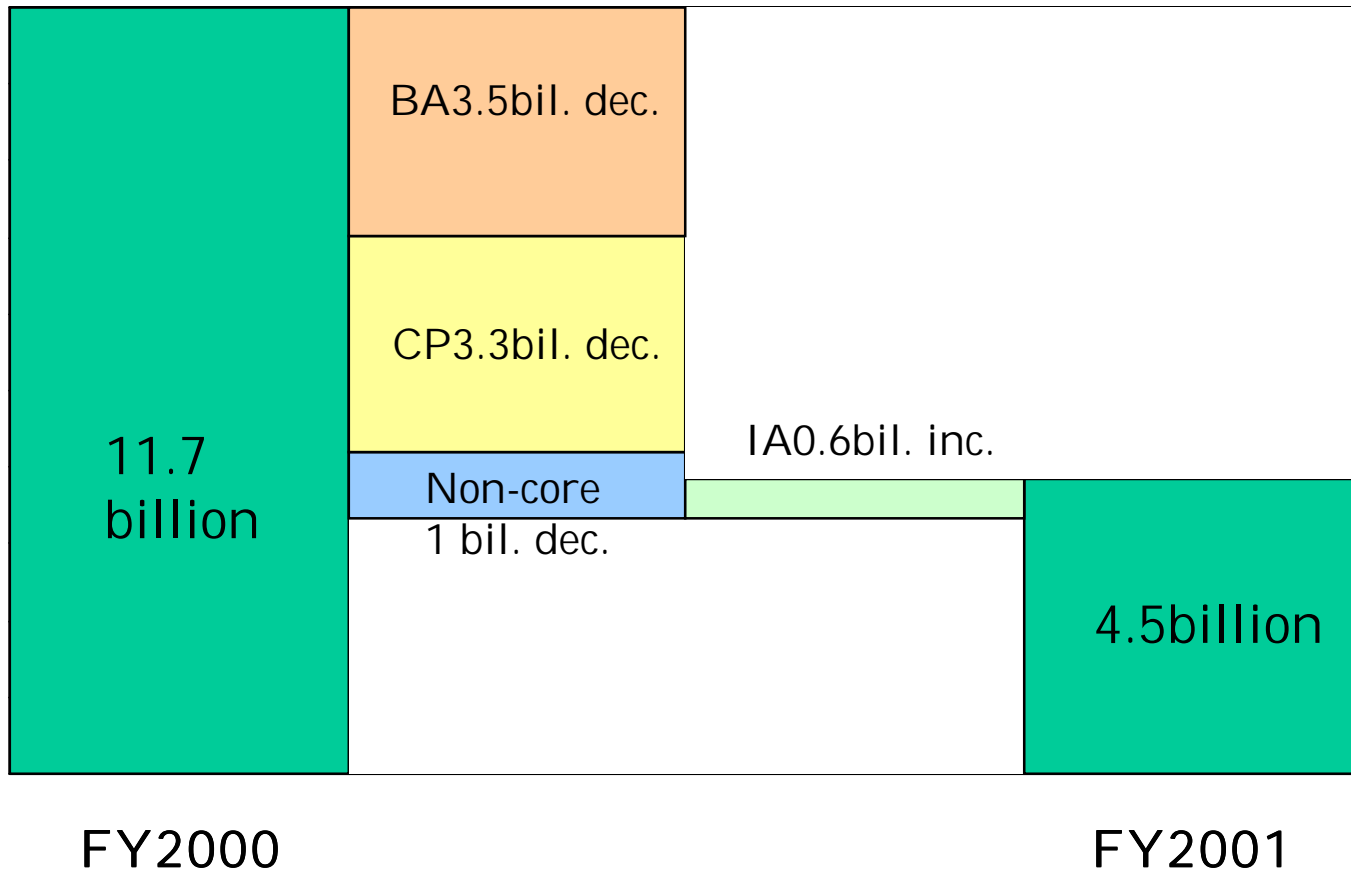 BA3.5bil. dec.
CP3.3bil. dec.
IA0.6bil. inc.
11.7
billion
Non-core
1 bil. dec.
4.5billion
FY2000
FY2001